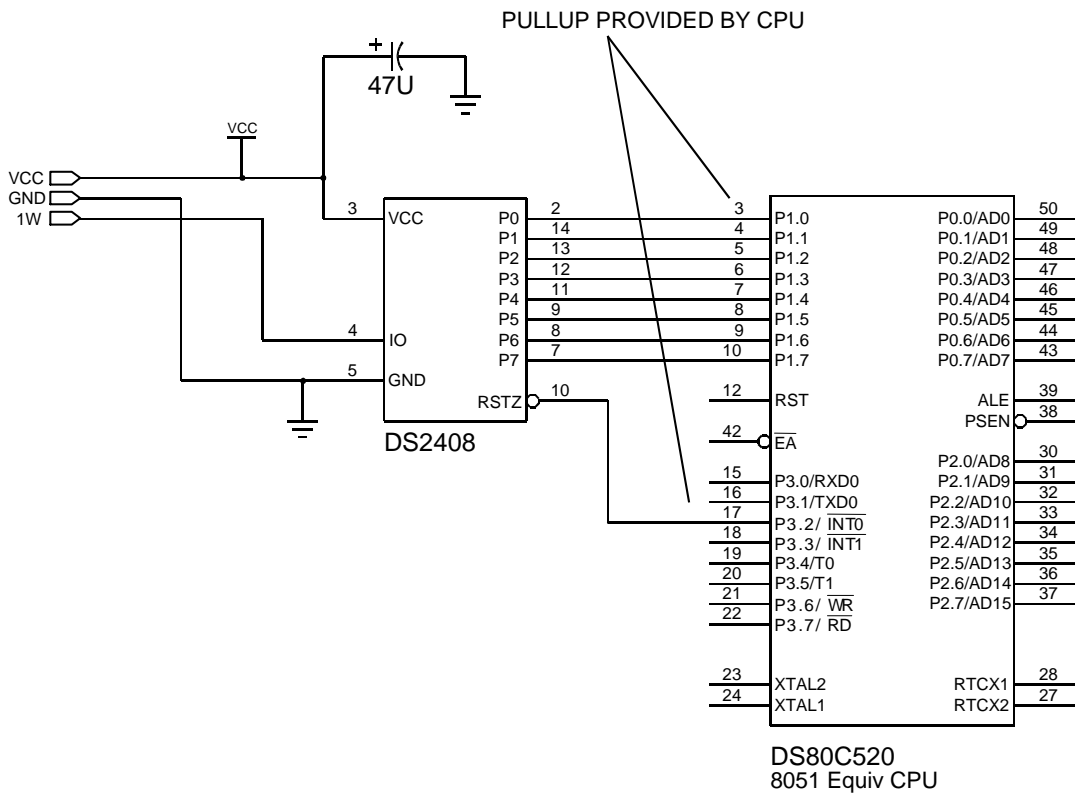 PULLUP PROVIDED BY CPU
+
47U
VCC
VCC
GND
1W
3 VCC P0 2 3 P1.0 P0.0/AD0 50
P1 14 4 P1.1 P0.1/AD1 49
P2 13 5 P1.2 P0.2/AD2 48
P3 12 6 P1.3 P0.3/AD3 47
P4 11 7 P1.4 P0.4/AD4 46
P5 9 8 P1.5 P0.5/AD5 45
4 IO P6 8 9 P1.6 P0.6/AD6 44
P7 7 10 P1.7 P0.7/AD7 43
5 GND
RSTZ 10 12 RST ALE 39
PSEN 38
DS2408
42 EA
P2.0/AD8 30
15 P3.0/RXD0 P2.1/AD9 31
16 P3.1/TXD0 P2.2/AD10 32
17 P3.2/ INT0 P2.3/AD11 33
18 P3.3/ INT1 P2.4/AD12 34
19 P3.4/T0 P2.5/AD13 35
20 P3.5/T1 P2.6/AD14 36
21 P3.6/ WR P2.7/AD15 37
22 P3.7/ RD
23 XTAL2 RTCX1 28
24 XTAL1 RTCX2 27
DS80C520
8051 Equiv CPU